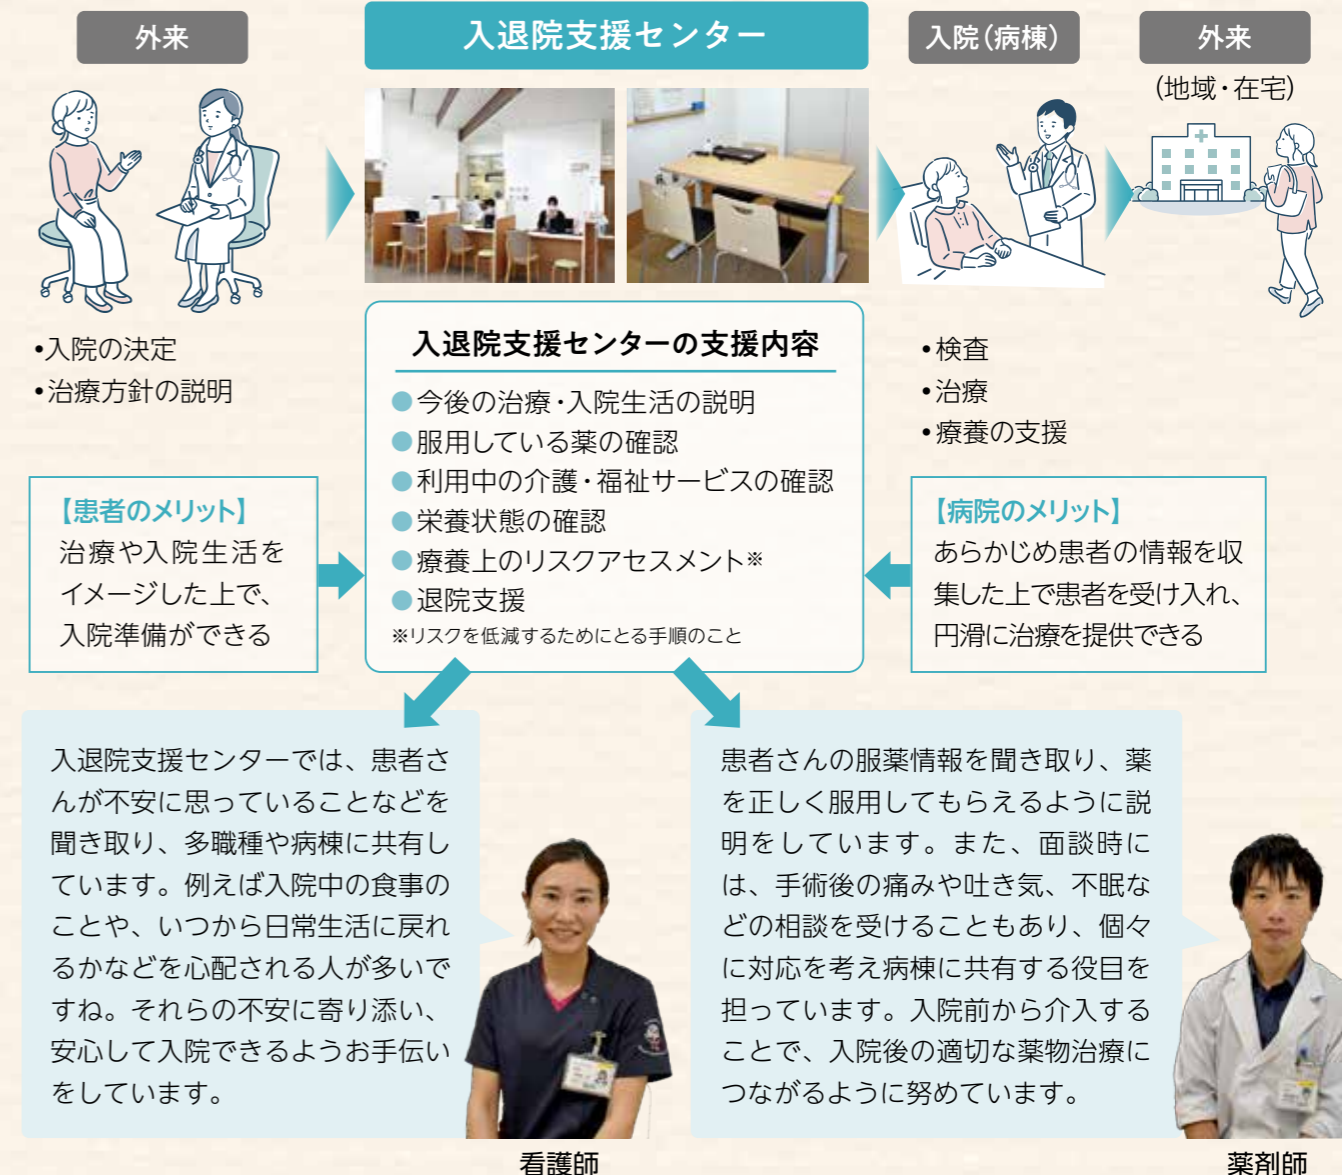 外来
入退院支援センター
入院(病棟)
外来
(地域・在宅)
•入院の決定
•治療方針の説明
入退院支援センターの支援内容
●今後の治療・入院生活の説明
●服用している薬の確認
●利用中の介護・福祉サービスの確認
●栄養状態の確認
●療養上のリスクアセスメント※
●退院支援
※リスクを低減するためにとる手順のこと
•検査
•治療
•療養の支援
【患者のメリット】
治療や入院生活を
イメージした上で、
入院準備ができる
【病院のメリット】
あらかじめ患者の情報を収
集した上で患者を受け入れ、
円滑に治療を提供できる
入退院支援センターでは、患者さ
んが不安に思っていることなどを
聞き取り、多職種や病棟に共有し
ています。例えば入院中の食事の
ことや、いつから日常生活に戻れ
るかなどを心配される人が多いで
すね。それらの不安に寄り添い、
安心して入院できるようお手伝い
をしています。
看護師
患者さんの服薬情報を聞き取り、薬
を正しく服用してもらえるように説
明をしています。また、面談時に
は、手術後の痛みや吐き気、不眠な
どの相談を受けることもあり、個々
に対応を考え病棟に共有する役目を
担っています。入院前から介入する
ことで、入院後の適切な薬物治療に
つながるように努めています。
薬剤師